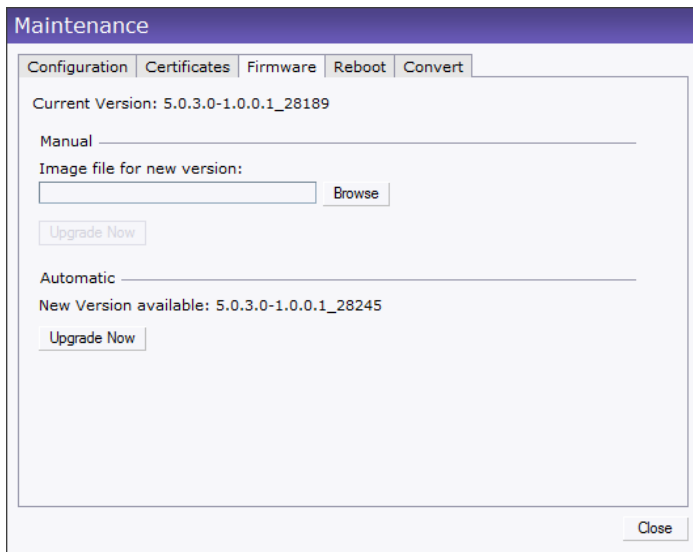 Maintenance
Configuration Certificates Firmware Reboot Convert
Current Version: 5.0.3.0-1.0.0.1_28189
Manual
Image file for new version:
Browse
Upgrade Now
Automatic
New Version available: 5.0.3.0-1.0.0.1_28245
Upgrade Now
Close